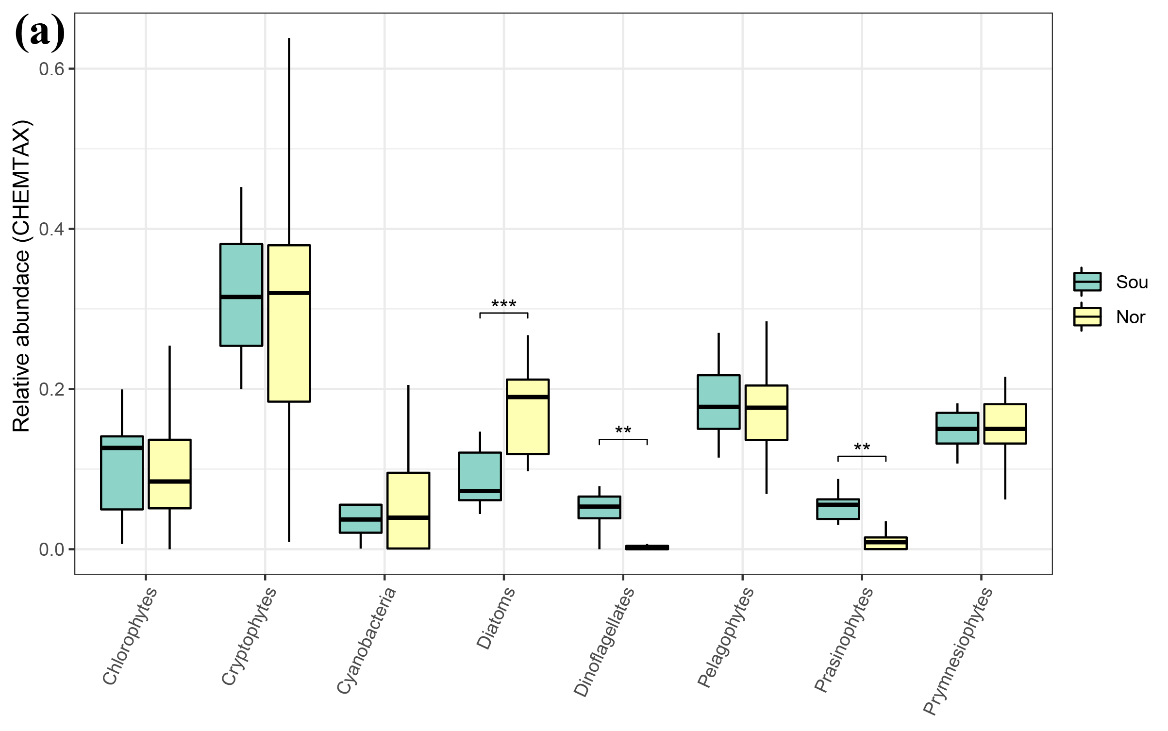 (a)
Relative abundace (CHEMTAX)
0.6
0.4
0.2
0.0
***
**
**
Sou
Nor
Chlorophytes
Cryptophytes
Cyanobacteria
Diatoms
Dinoflagellates
Pelagophytes
Prasinophytes
Prymnesiophytes